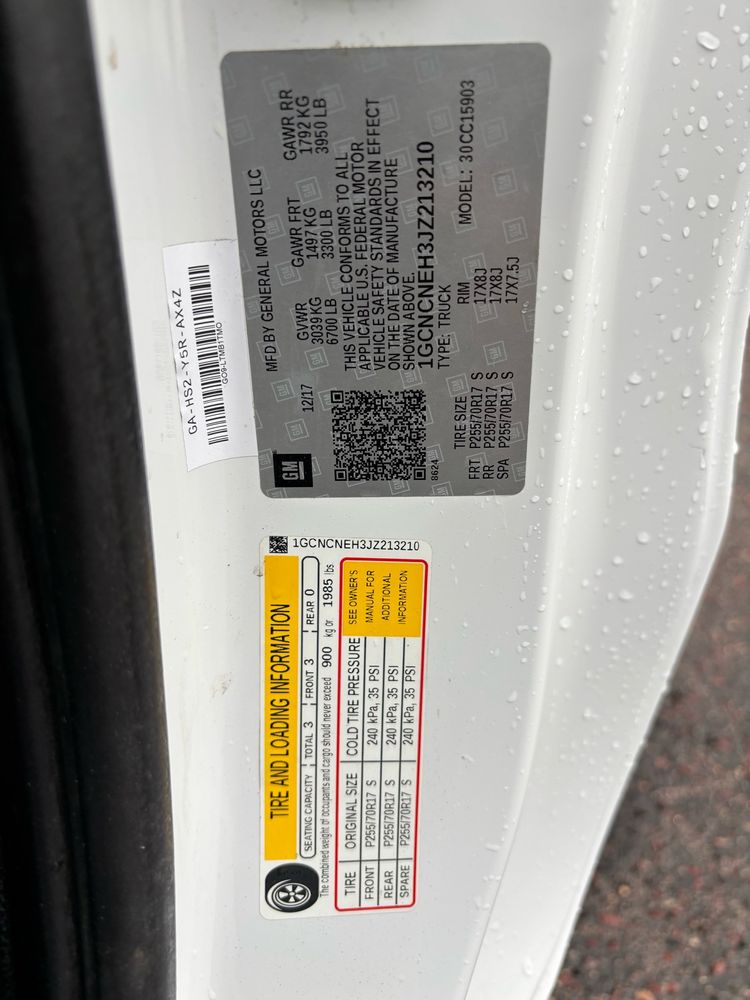 GA-HS2-Y5R-AX4Z
GO9-LTMB1TMO
MFD BY GENERAL MOTORS LLC
12/17
GVWR GAWR FRT GAWR RR
3039 KG 1497 KG 1792 KG
6700 LB 3300 LB 3950 LB
THIS VEHICLE CONFORMS TO ALL
APPLICABLE U.S. FEDERAL MOTOR
VEHICLE SAFETY STANDARDS IN EFFECT
ON THE DATE OF MANUFACTURE
SHOWN ABOVE.
1GCNCNEH3JZ213210
TYPE: TRUCK MODEL: 30CC15903
GM
8624
TIRE SIZE RIM
FRT P255/70R17 S 17X8J
RR P255/70R17 S 17X8J
SPA P255/70R17 S 17X7.5J
1GCNCNEH3JZ213210
TIRE AND LOADING INFORMATION
SEATING CAPACITY TOTAL 3 FRONT 3 REAR 0
The combined weight of occupants and cargo should never exceed 900 kg or 1985 lbs
TIRE ORIGINAL SIZE COLD TIRE PRESSURE
FRONT P255/70R17 S 240 kPa, 35 PSI
REAR P255/70R17 S 240 kPa, 35 PSI
SPARE P255/70R17 S 240 kPa, 35 PSI
SEE OWNER'S
MANUAL FOR
ADDITIONAL
INFORMATION